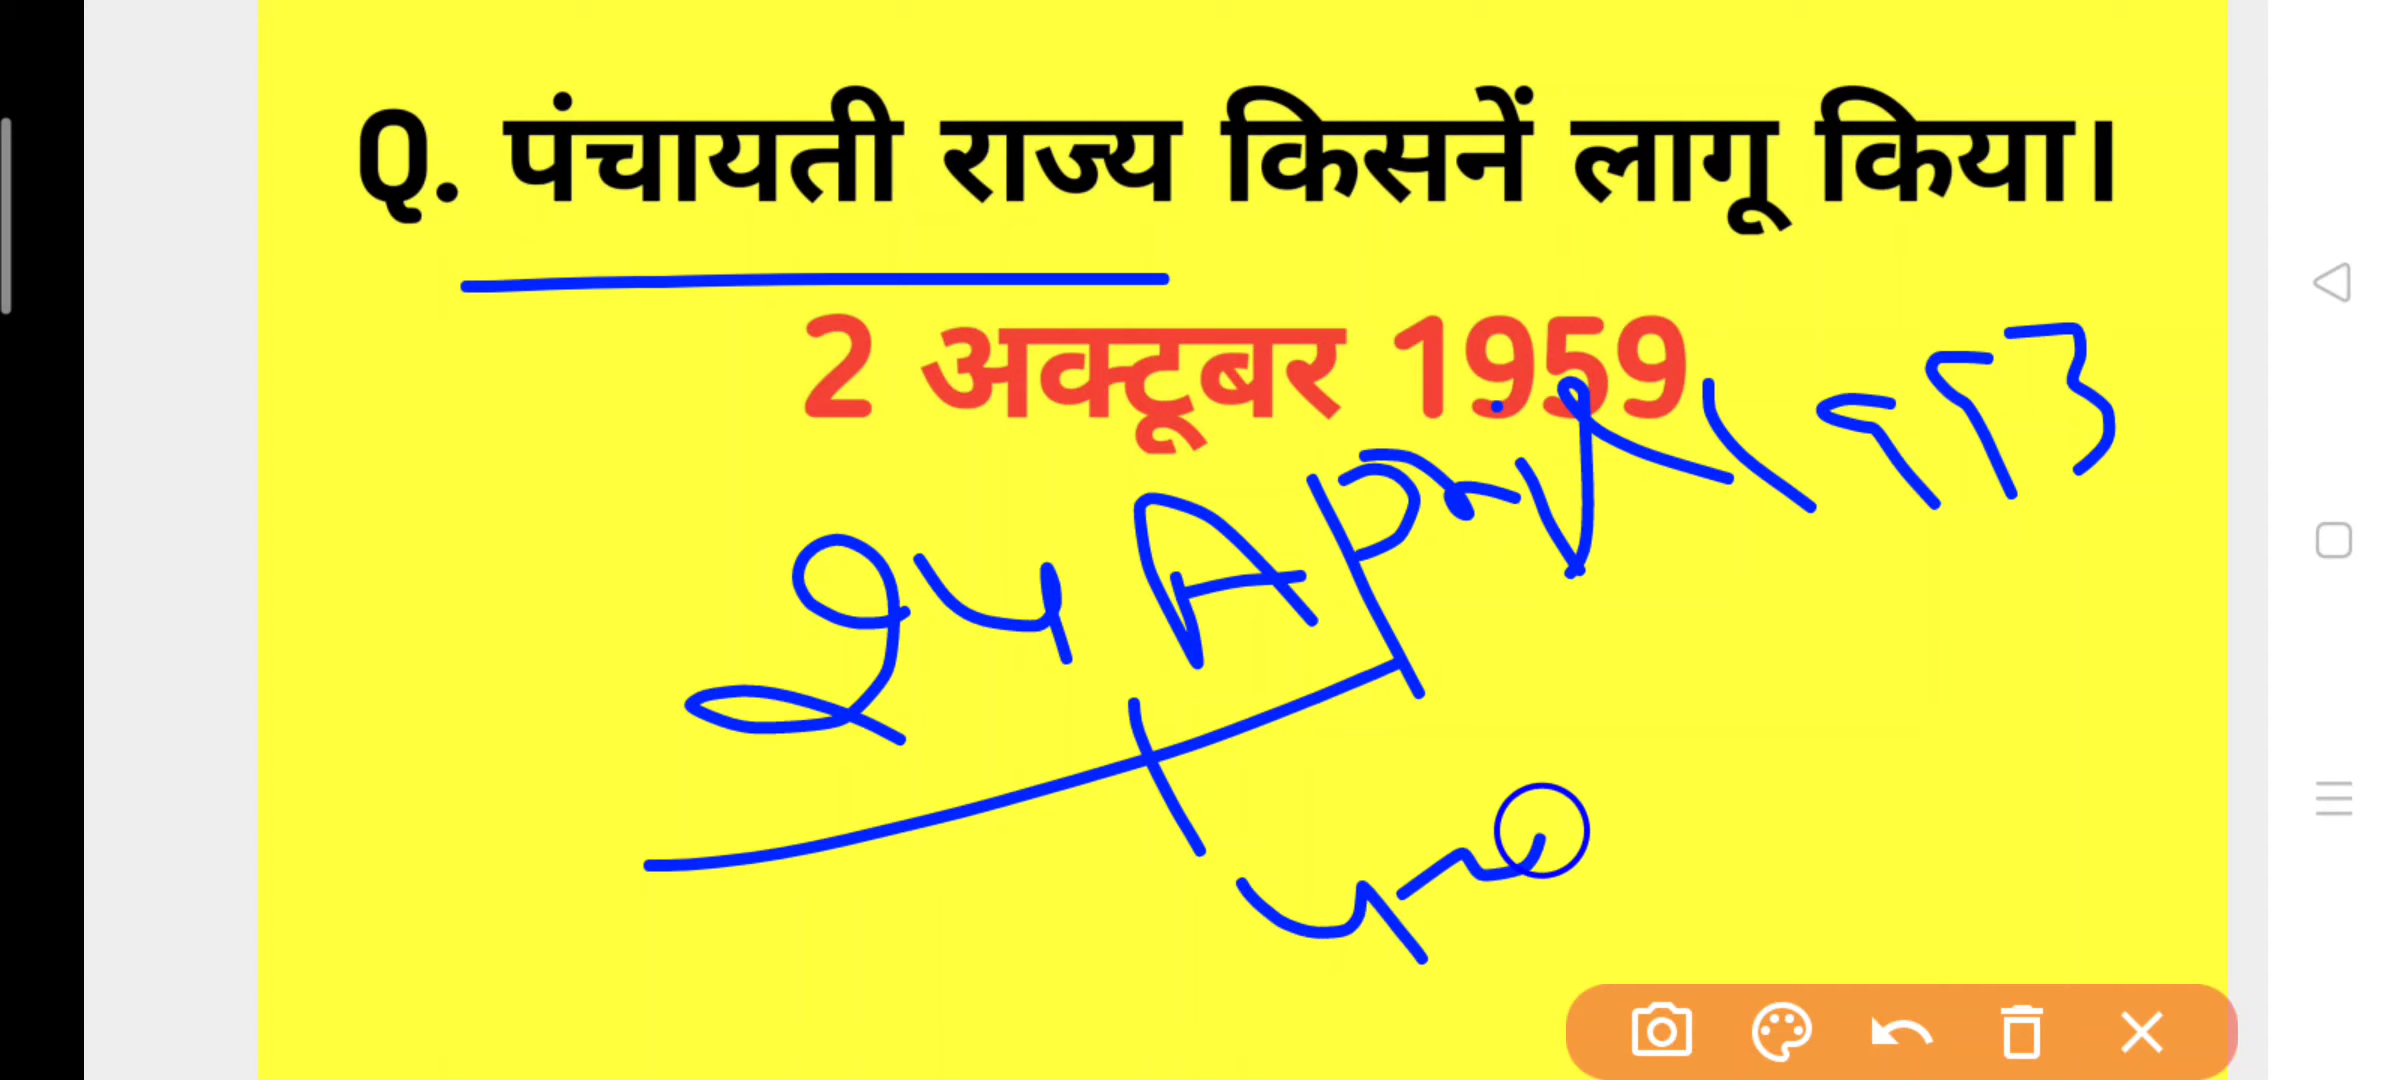 Q. पंचायती राज्य किसनें लागू किया।
2 अक्टूबर 1959
24 April 1993